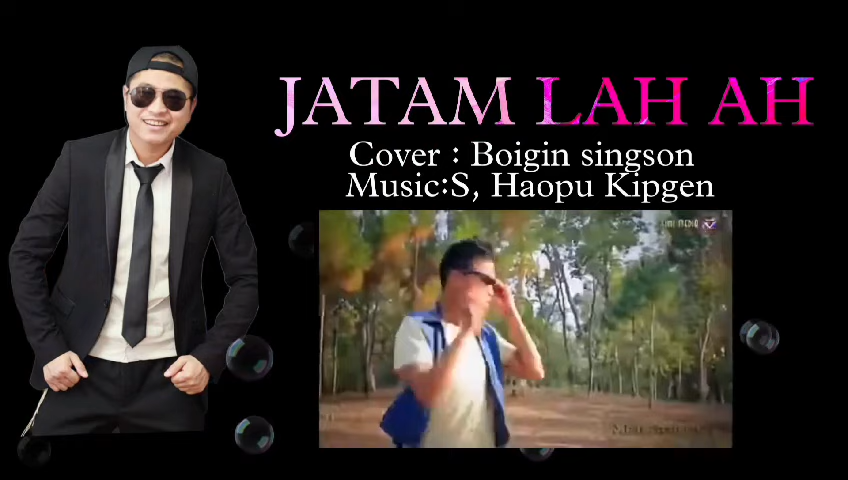 JATAM LAH AH
Cover : Boigin singson
Music:S, Haopu Kipgen